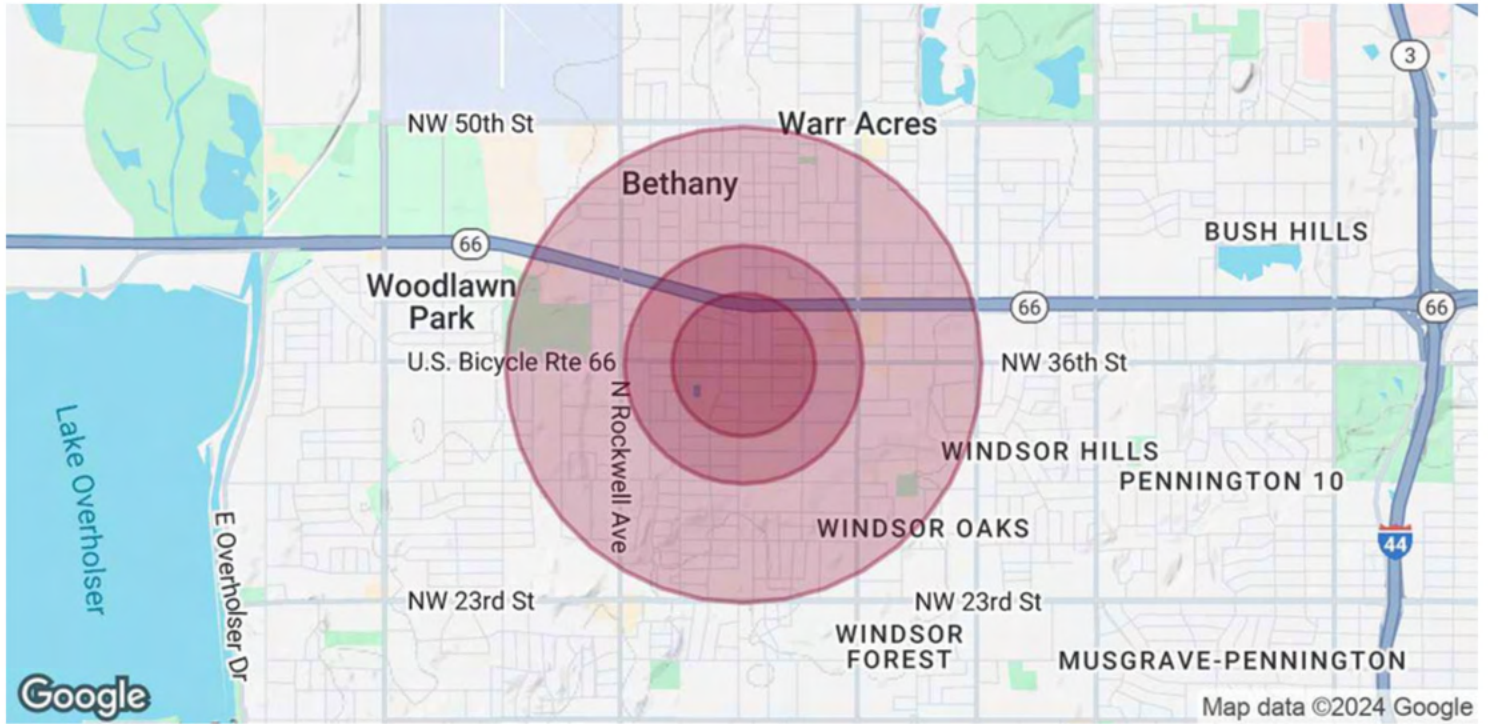 3
NW 50th St
Warr Acres
Bethany
BUSH HILLS
66
Woodlawn
Park
66
66
U.S. Bicycle Rte 66
NW 36th St
N Rockwell Ave
Lake Overholser
WINDSOR HILLS
PENNINGTON 10
WINDSOR OAKS
E Overholser Dr
44
NW 23rd St
NW 23rd St
WINDSOR
FOREST
MUSGRAVE-PENNINGTON
Google
Map data ©2024 Google